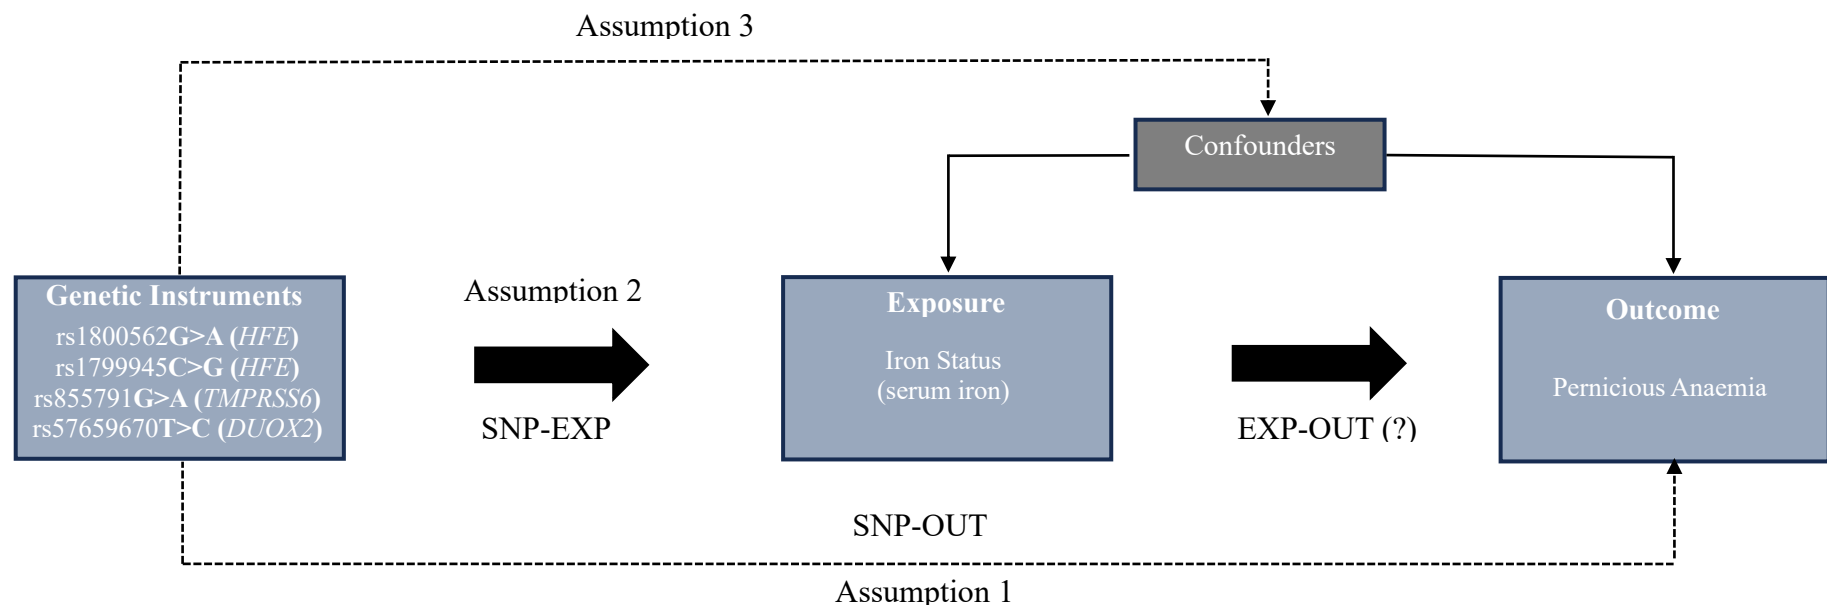 Assumption 3
Confounders
Genetic Instruments
rs1800562G>A (HFE)
rs1799945C>G (HFE)
rs855791G>A (TMPRSS6)
rs57659670T>C (DUOX2)
Assumption 2
SNP-EXP
Exposure
Iron Status
(serum iron)
EXP-OUT (?)
Outcome
Pernicious Anaemia
SNP-OUT
Assumption 1